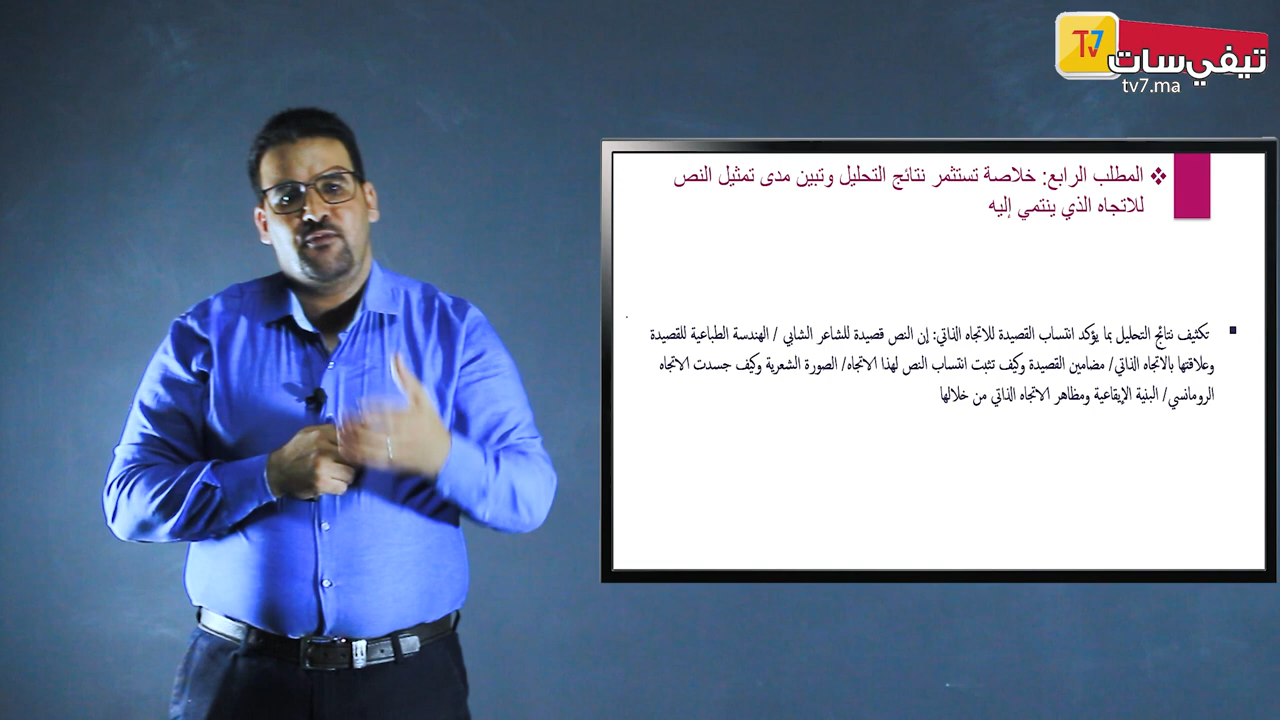 Tv7
تيفي سات
tv7.ma
❖ المطلب الرابع: خلاصة تستثمر نتائج التحليل وتبين مدى تمثيل النص
للاتجاه الذي ينتمي إليه
▪ تكثيف نتائج التحليل بما يؤكد انتساب القصيدة للاتجاه الذاتي: إن النص قصيدة للشاعر الشابي / الهندسة الطباعية للقصيدة
وعلاقتها بالاتجاه الذاتي/ مضامين القصيدة وكيف تثبت انتساب النص لهذا الاتجاه/ الصورة الشعرية وكيف جسدت الاتجاه
الرومانسي/ البنية الإيقاعية ومظاهر الاتجاه الذاتي من خلالها